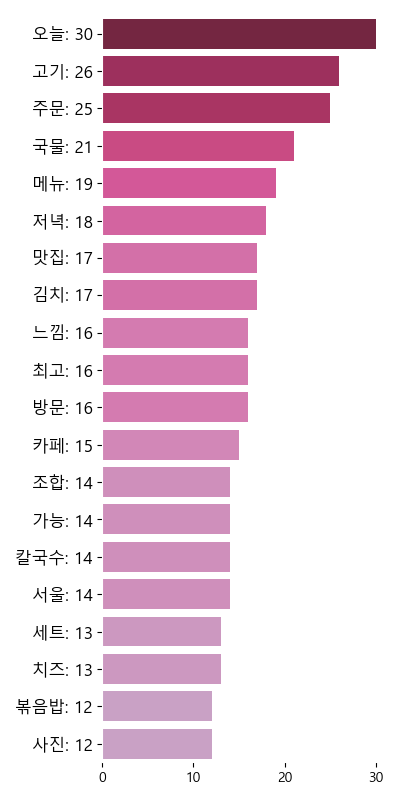 오늘: 30
고기: 26
주문: 25
국물: 21
메뉴: 19
저녁: 18
맛집: 17
김치: 17
느낌: 16
최고: 16
방문: 16
카페: 15
조합: 14
가능: 14
칼국수: 14
서울: 14
세트: 13
치즈: 13
볶음밥: 12
사진: 12
0 10 20 30